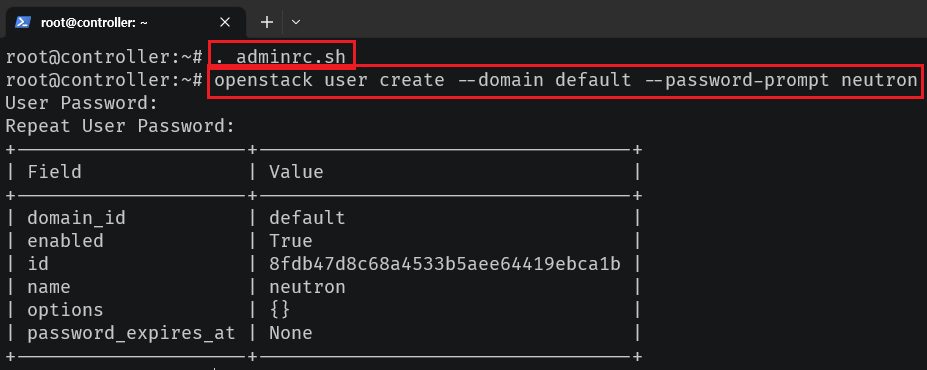 root@controller: ~
root@controller:~# . adminrc.sh
root@controller:~# openstack user create --domain default --password-prompt neutron
User Password:
Repeat User Password:
+---------------------+----------------------------------+
| Field               | Value                            |
+---------------------+----------------------------------+
| domain_id           | default                          |
| enabled             | True                             |
| id                  | 8fdb47d8c68a4533b5aee64419ebca1b |
| name                | neutron                          |
| options             | {}                               |
| password_expires_at | None                             |
+---------------------+----------------------------------+